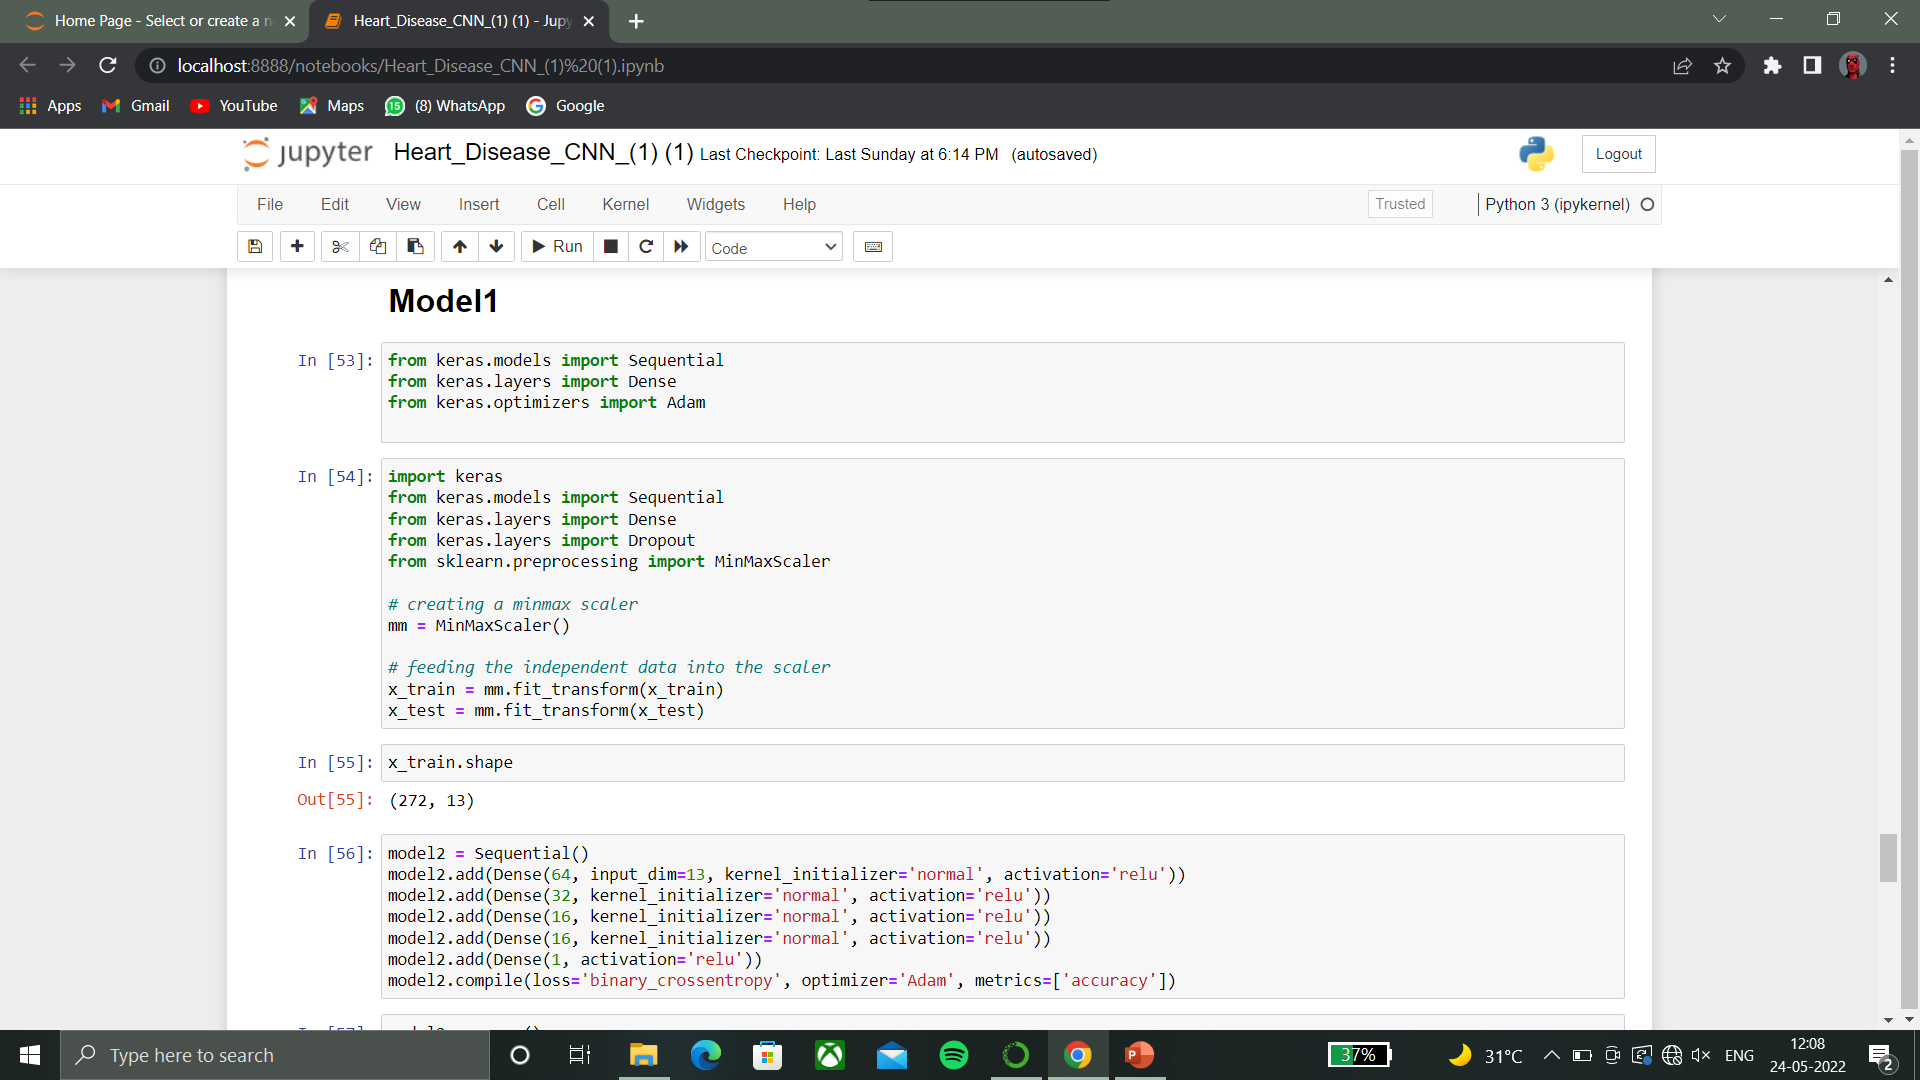 Home Page - Select or create a n
Heart_Disease_CNN_(1) (1) - Jupy
localhost:8888/notebooks/Heart_Disease_CNN_(1)%20(1).ipynb
Apps Gmail YouTube Maps 15 (8) WhatsApp Google
jupyter Heart_Disease_CNN_(1) (1) Last Checkpoint: Last Sunday at 6:14 PM (autosaved) Logout
File Edit View Insert Cell Kernel Widgets Help Trusted Python 3 (ipykernel)
Run Code
Model1
In [53]: from keras.models import Sequential
from keras.layers import Dense
from keras.optimizers import Adam
In [54]: import keras
from keras.models import Sequential
from keras.layers import Dense
from keras.layers import Dropout
from sklearn.preprocessing import MinMaxScaler
# creating a minmax scaler
mm = MinMaxScaler()
# feeding the independent data into the scaler
x_train = mm.fit_transform(x_train)
x_test = mm.fit_transform(x_test)
In [55]: x_train.shape
Out[55]: (272, 13)
In [56]: model2 = Sequential()
model2.add(Dense(64, input_dim=13, kernel_initializer='normal', activation='relu'))
model2.add(Dense(32, kernel_initializer='normal', activation='relu'))
model2.add(Dense(16, kernel_initializer='normal', activation='relu'))
model2.add(Dense(16, kernel_initializer='normal', activation='relu'))
model2.add(Dense(1, activation='relu'))
model2.compile(loss='binary_crossentropy', optimizer='Adam', metrics=['accuracy'])
Type here to search 37% 31°C ENG 12:08
24-05-2022 2